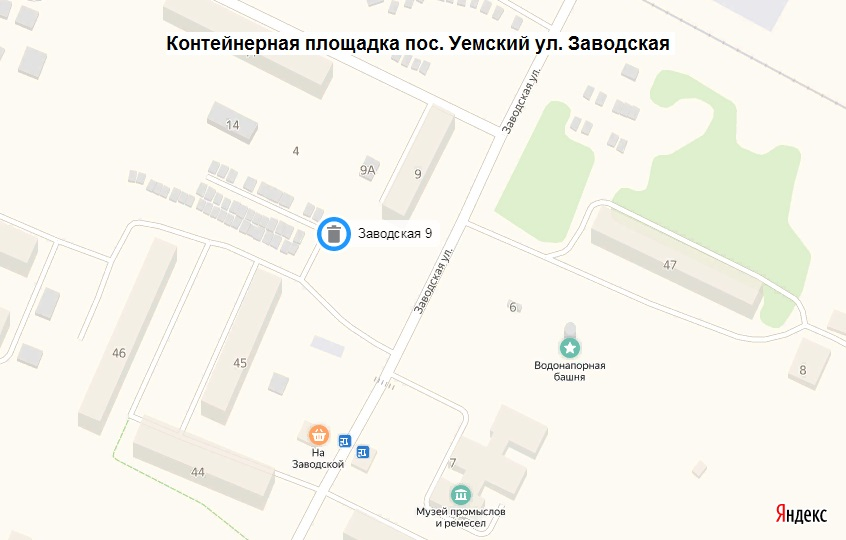 Контейнерная площадка пос. Уемский ул. Заводская
Заводская ул.
14
4
9А
9
Заводская 9
47
Заводская ул.
6
46
45
Водонапорная
башня
8
На
Заводской
44
7
Музей промыслов
и ремесел
Яндекс